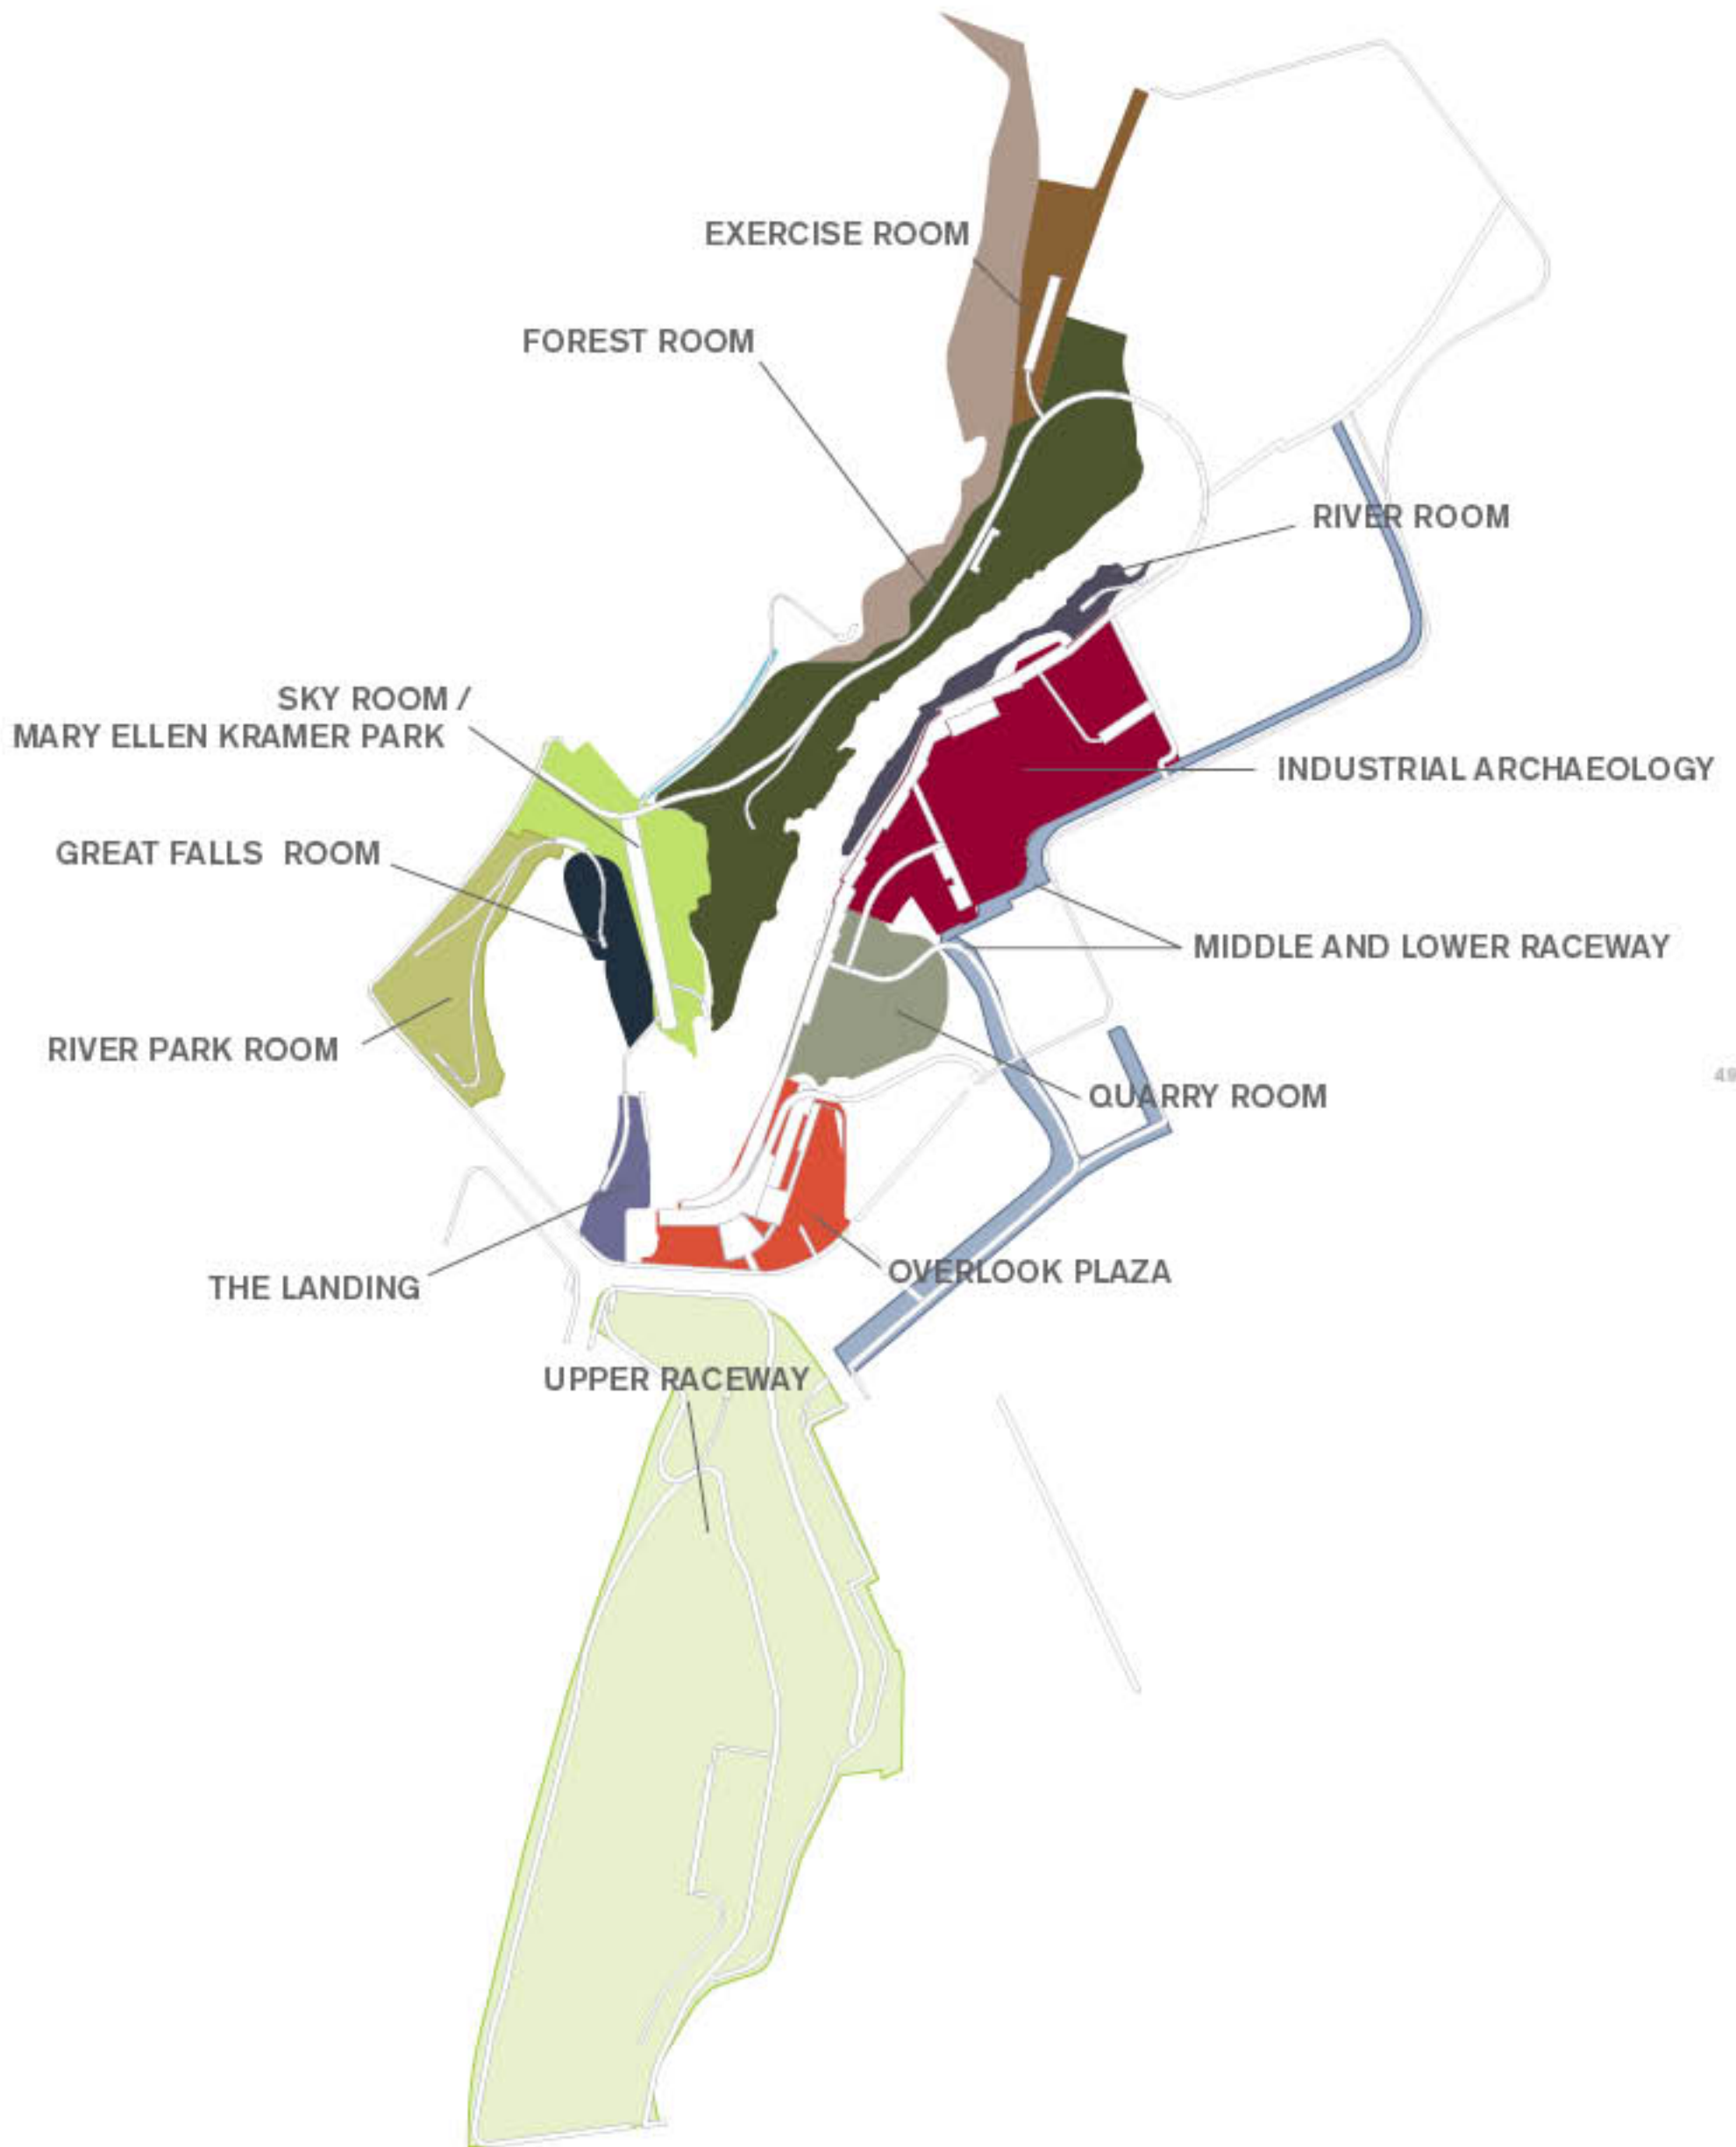 EXERCISE ROOM
FOREST ROOM
RIVER ROOM
SKY ROOM /
MARY ELLEN KRAMER PARK
INDUSTRIAL ARCHAEOLOGY
GREAT FALLS ROOM
MIDDLE AND LOWER RACEWAY
RIVER PARK ROOM
49
QUARRY ROOM
OVERLOOK PLAZA
THE LANDING
UPPER RACEWAY